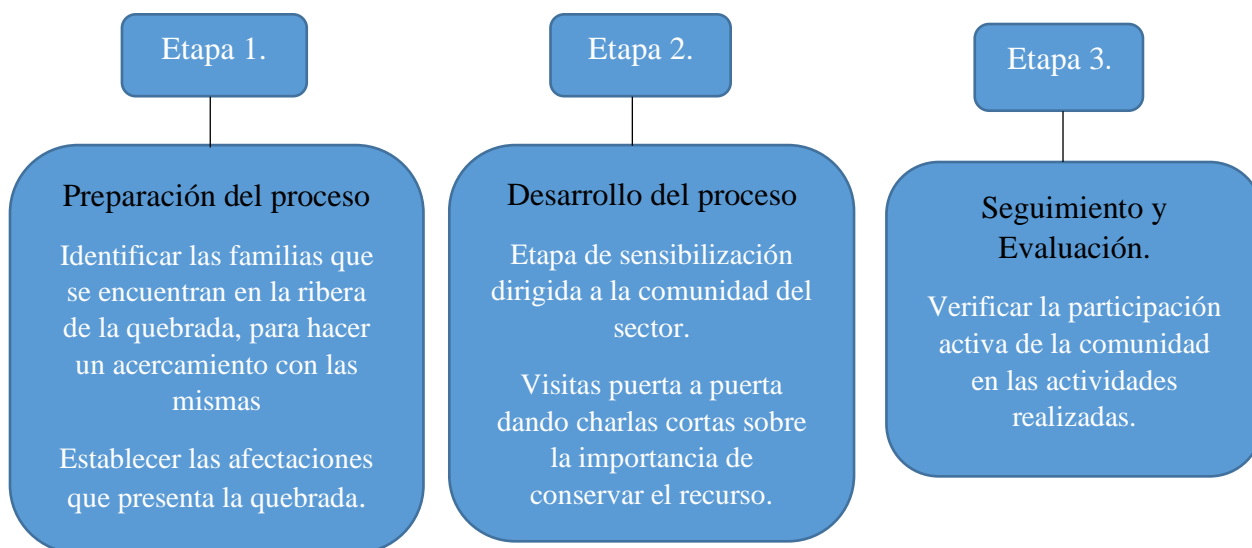 Etapa 1.
Preparación del proceso
Identificar las familias que
se encuentran en la ribera
de la quebrada, para hacer
un acercamiento con las
mismas
Establecer las afectaciones
que presenta la quebrada.
Etapa 2.
Desarrollo del proceso
Etapa de sensibilización
dirigida a la comunidad del
sector.
Visitas puerta a puerta
dando charlas cortas sobre
la importancia de
conservar el recurso.
Etapa 3.
Seguimiento y
Evaluación.
Verificar la participación
activa de la comunidad
en las actividades
realizadas.